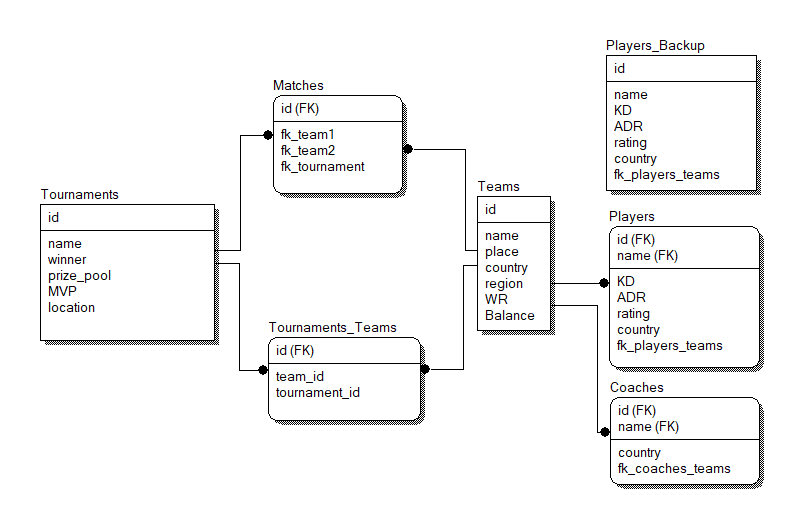 Players_Backup
id
name
KD
ADR
rating
country
fk_players_teams
Matches
id (FK)
fk_team1
fk_team2
fk_tournament
Tournaments
id
name
winner
prize_pool
MVP
location
Teams
id
name
place
country
region
WR
Balance
Players
id (FK)
name (FK)
KD
ADR
rating
country
fk_players_teams
Tournaments_Teams
id (FK)
team_id
tournament_id
Coaches
id (FK)
name (FK)
country
fk_coaches_teams